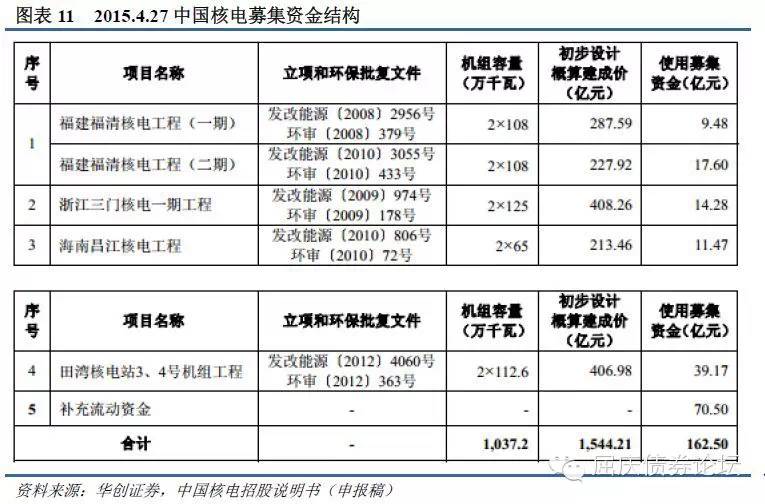 图表 11 2015.4.27 中国核电募集资金结构
序号 项目名称 立项和环保批复文件 机组容量（万千瓦） 初步设计概算建成价（亿元） 使用募集资金（亿元）
1 福建福清核电工程（一期） 发改能源〔2008〕2956号 环审〔2008〕379号 2×108 287.59 9.48
福建福清核电工程（二期） 发改能源〔2010〕3055号 环审〔2010〕433号 2×108 227.92 17.60
2 浙江三门核电一期工程 发改能源〔2009〕974号 环审〔2009〕178号 2×125 408.26 14.28
3 海南昌江核电工程 发改能源〔2010〕806号 环审〔2010〕72号 2×65 213.46 11.47
序号 项目名称 立项和环保批复文件 机组容量（万千瓦） 初步设计概算建成价（亿元） 使用募集资金（亿元）
4 田湾核电站3、4号机组工程 发改能源〔2012〕4060号 环审〔2012〕363号 2×112.6 406.98 39.17
5 补充流动资金 - - - 70.50
合计 - 1,037.2 1,544.21 162.50
屈庆债券论坛
资料来源：华创证券，中国核电招股说明书（申报稿）